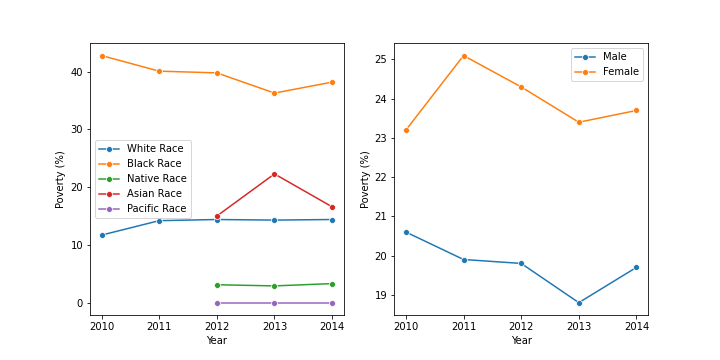 40
30
20
10
0
Poverty (%)
White Race
Black Race
Native Race
Asian Race
Pacific Race
2010 2011 2012 2013 2014
Year
25
24
23
22
21
20
19
Poverty (%)
Male
Female
2010 2011 2012 2013 2014
Year